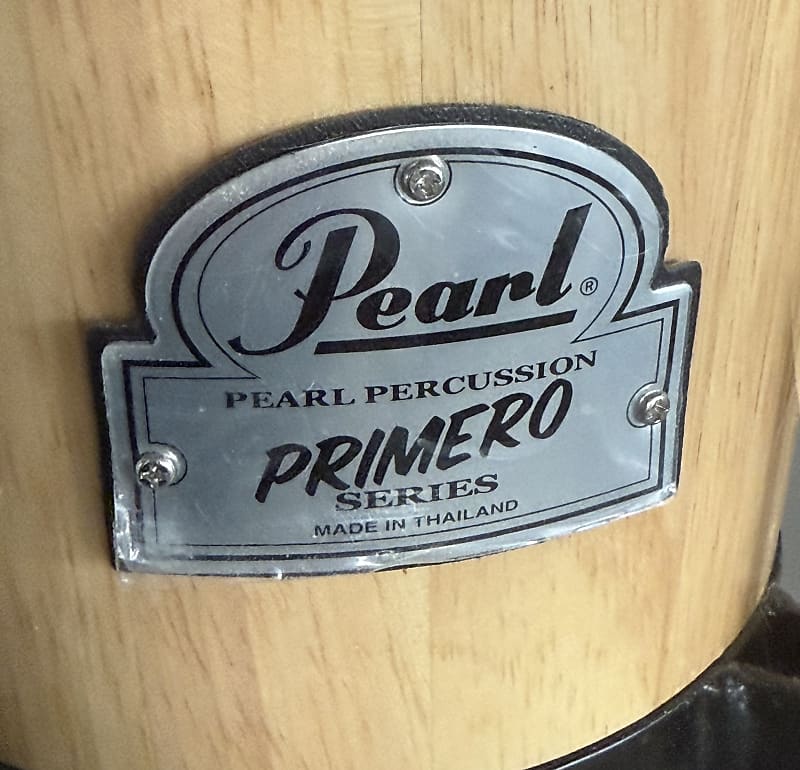 Pearl®
PEARL PERCUSSION
PRIMERO
SERIES
MADE IN THAILAND